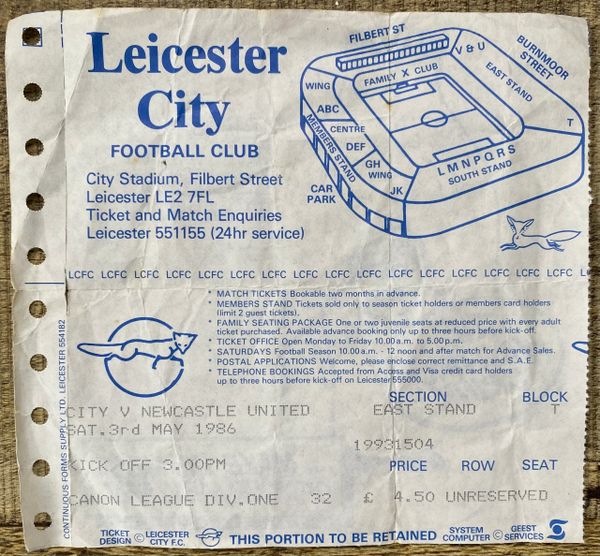 Leicester
City
FOOTBALL CLUB
City Stadium, Filbert Street
Leicester LE2 7FL
Ticket and Match Enquiries
Leicester 551155 (24hr service)
FILBERT ST
V & U
BURNMOOR
STREET
WING
FAMILY X CLUB
EAST STAND
ABC
T
MEMBERS STAND
CENTRE
DEF
GH
WING
L M N P Q R S
SOUTH STAND
CAR
PARK
JK
LCFC LCFC LCFC LCFC LCFC LCFC LCFC LCFC LCFC LCFC LCFC LCFC LCFC LCFC LCFC LCFC
* MATCH TICKETS Bookable two months in advance.
* MEMBERS STAND Tickets sold only to season ticket holders or members card holders
(limit 2 guest tickets).
* FAMILY SEATING PACKAGE One or two juvenile seats at reduced price with every adult
ticket purchased. Available advance booking only up to three hours before kick-off.
* TICKET OFFICE Open Monday to Friday 10.00 a.m. to 5.00 p.m.
* SATURDAYS Football Season 10.00 a.m. - 12 noon and after match for Advance Sales.
* POSTAL APPLICATIONS Welcome, please enclose correct remittance and S.A.E.
* TELEPHONE BOOKINGS Accepted from Access and Visa credit card holders
up to three hours before kick-off on Leicester 555000.
SECTION BLOCK
CITY V NEWCASTLE UNITED EAST STAND T
SAT.3rd MAY 1986
19931504
KICK OFF 3.00PM PRICE ROW SEAT
CANON LEAGUE DIV.ONE 32 £ 4.50 UNRESERVED
TICKET DESIGN © LEICESTER CITY F.C.
THIS PORTION TO BE RETAINED
SYSTEM COMPUTER © GEEST SERVICES
CONTINUOUS FORMS SUPPLY LTD. LEICESTER 554182